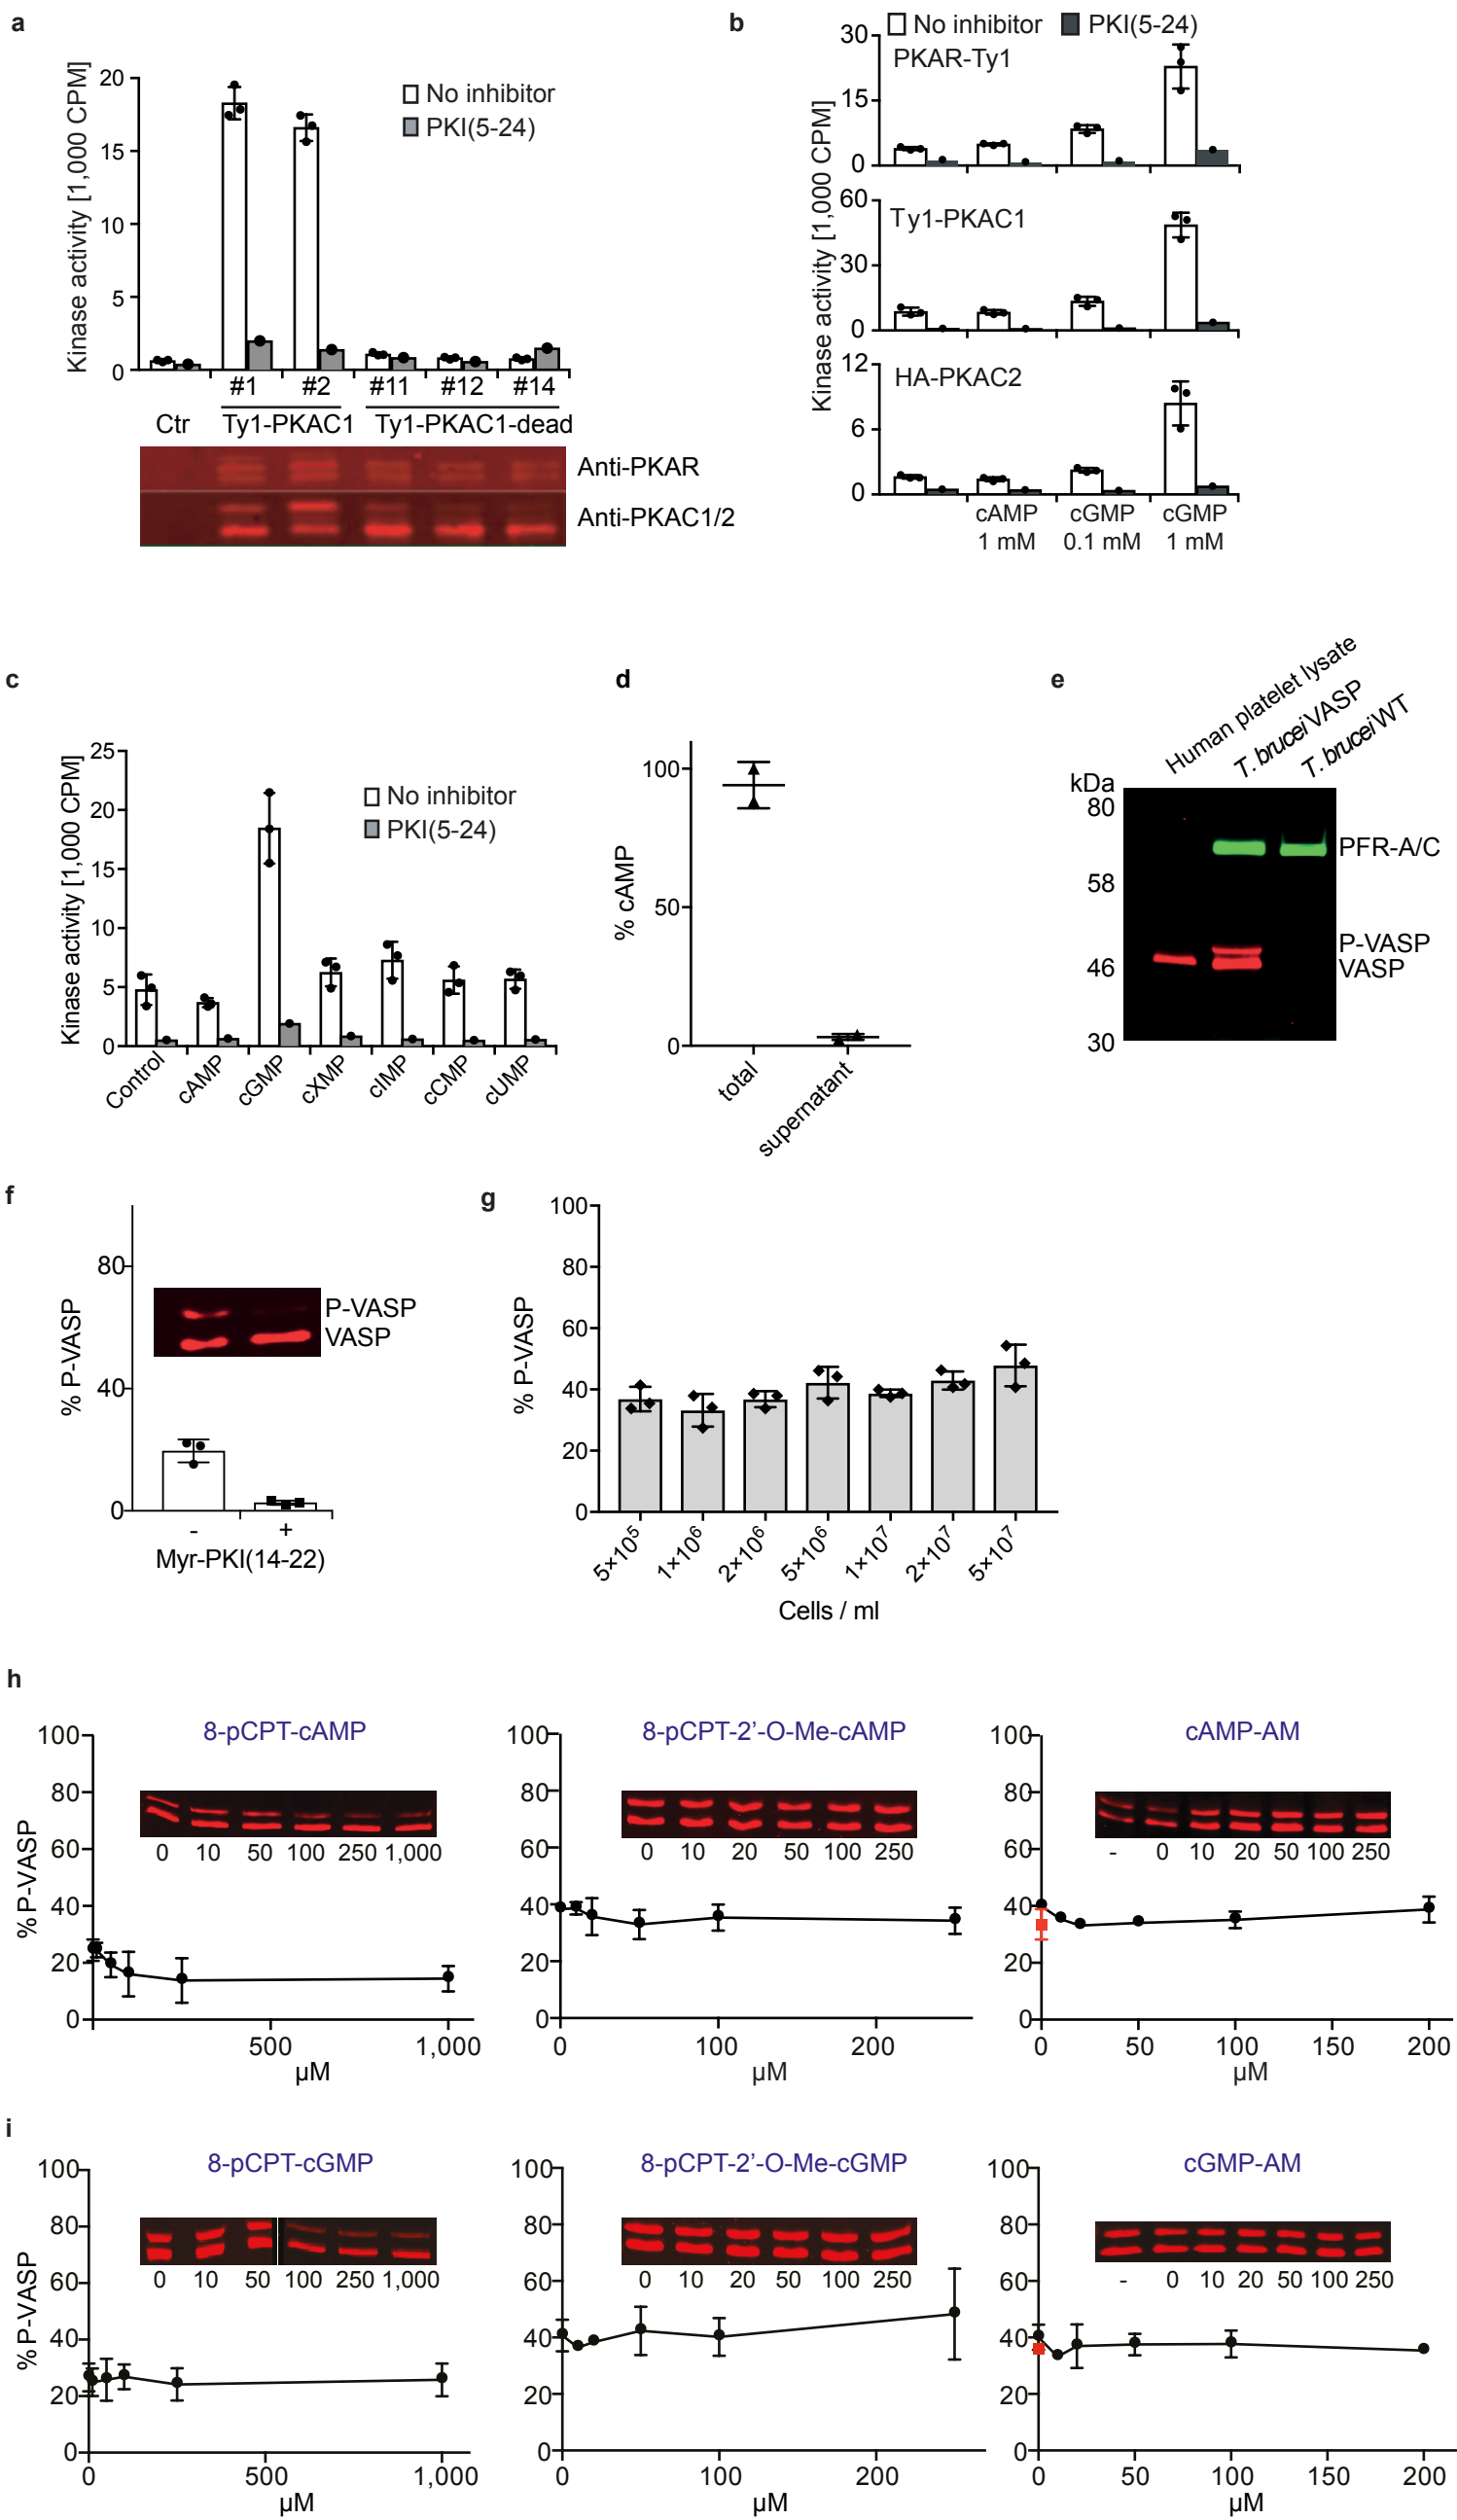 a
Kinase activity [1,000 CPM]
20
15
10
5
0
No inhibitor
PKI(5-24)
#1 #2 #11 #12 #14
Ctr Ty1-PKAC1 Ty1-PKAC1-dead
Anti-PKAR
Anti-PKAC1/2
b
No inhibitor PKI(5-24)
Kinase activity [1,000 CPM]
PKAR-Ty1
30
15
0
Ty1-PKAC1
60
30
0
HA-PKAC2
12
6
0
cAMP cGMP cGMP
1 mM 0.1 mM 1 mM
c
Kinase activity [1,000 CPM]
25
20
15
10
5
0
No inhibitor
PKI(5-24)
Control cAMP cGMP cXMP cIMP cCMP cUMP
d
% cAMP
100
50
0
total supernatant
e
Human platelet lysate
T. brucei VASP
T. brucei WT
kDa
80
58
46
30
PFR-A/C
P-VASP
VASP
f
% P-VASP
80
40
0
P-VASP
VASP
- +
Myr-PKI(14-22)
g
% P-VASP
100
80
60
40
20
0
5×10⁵ 1×10⁶ 2×10⁶ 5×10⁶ 1×10⁷ 2×10⁷ 5×10⁷
Cells / ml
h
8-pCPT-cAMP
% P-VASP
100
80
60
40
20
0
0 10 50 100 250 1,000
500 1,000
µM
8-pCPT-2’-O-Me-cAMP
100
80
60
40
20
0
0 10 20 50 100 250
0 100 200
µM
cAMP-AM
100
80
60
40
20
0
- 0 10 20 50 100 250
0 50 100 150 200
µM
i
8-pCPT-cGMP
% P-VASP
100
80
60
40
20
0
0 10 50 100 250 1,000
0 500 1,000
µM
8-pCPT-2’-O-Me-cGMP
100
80
60
40
20
0
0 10 20 50 100 250
0 100 200
µM
cGMP-AM
100
80
60
40
20
0
- 0 10 20 50 100 250
0 50 100 150 200
µM